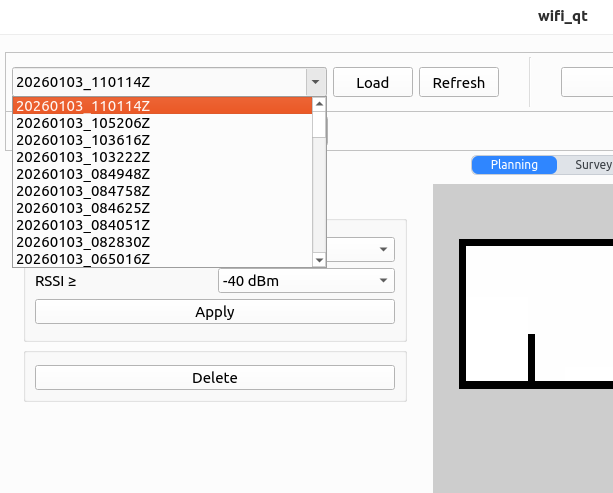 wifi_qt
20260103_110114Z
Load
Refresh
20260103_110114Z
20260103_105206Z
20260103_103616Z
20260103_103222Z
20260103_084948Z
20260103_084758Z
20260103_084625Z
20260103_084051Z
20260103_082830Z
20260103_065016Z
Planning
Survey
RSSI ≥
-40 dBm
Apply
Delete